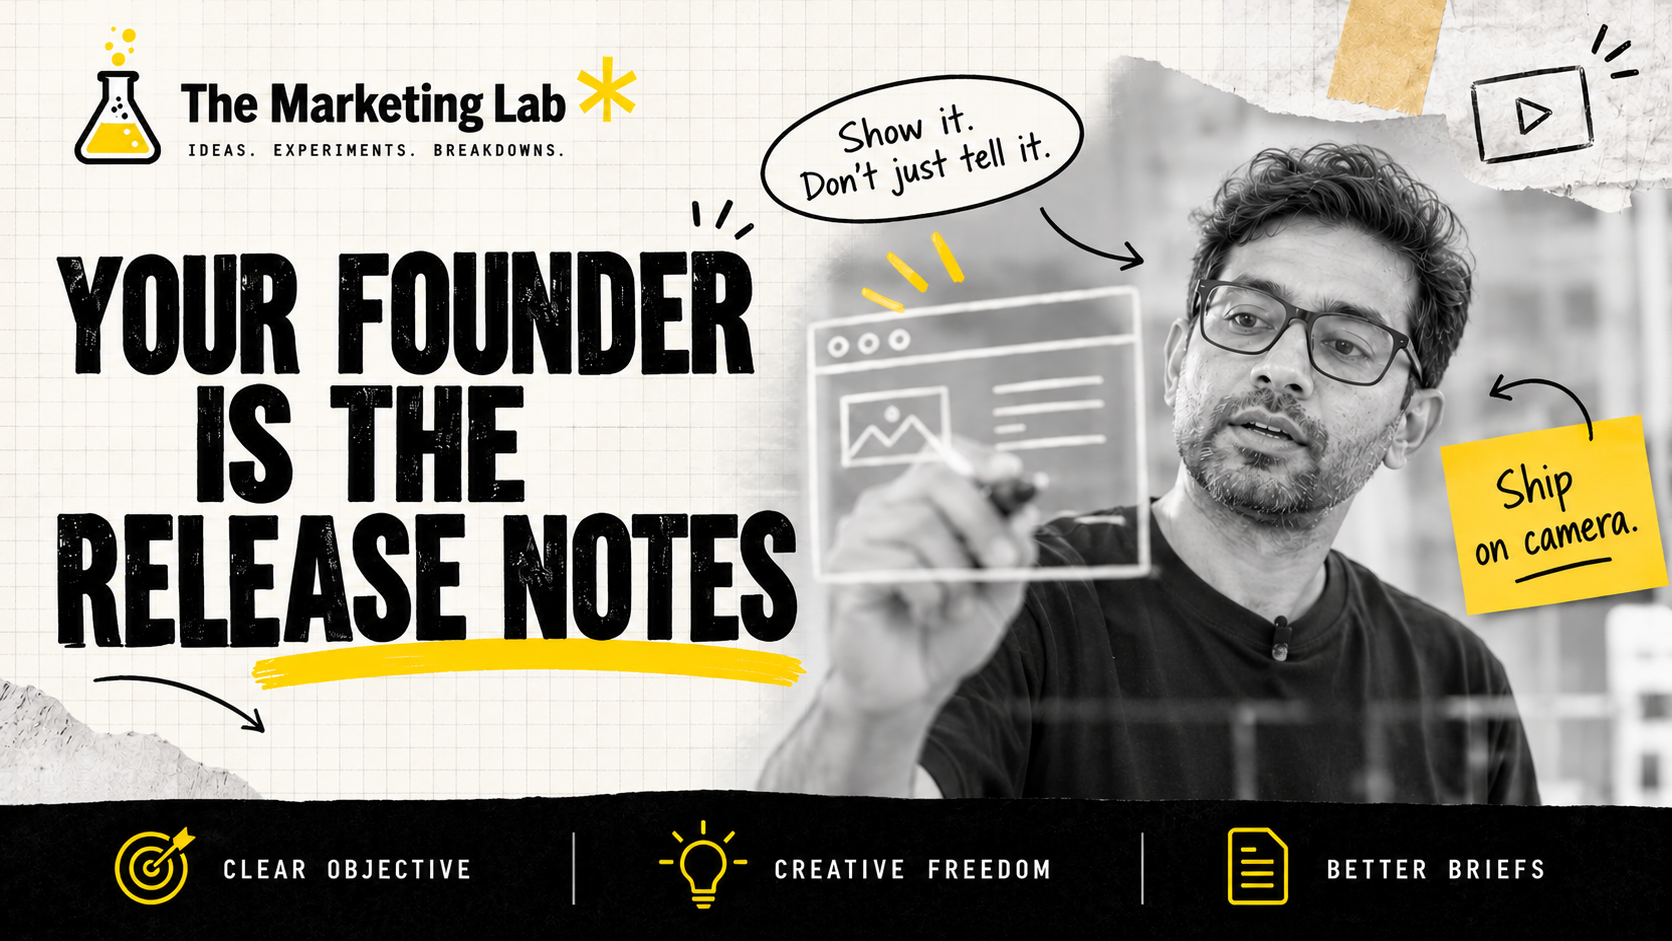 The Marketing Lab
IDEAS. EXPERIMENTS. BREAKDOWNS.
Show it.
Don't just tell it.
YOUR FOUNDER
IS THE
RELEASE NOTES
Ship
on camera.
CLEAR OBJECTIVE
CREATIVE FREEDOM
BETTER BRIEFS